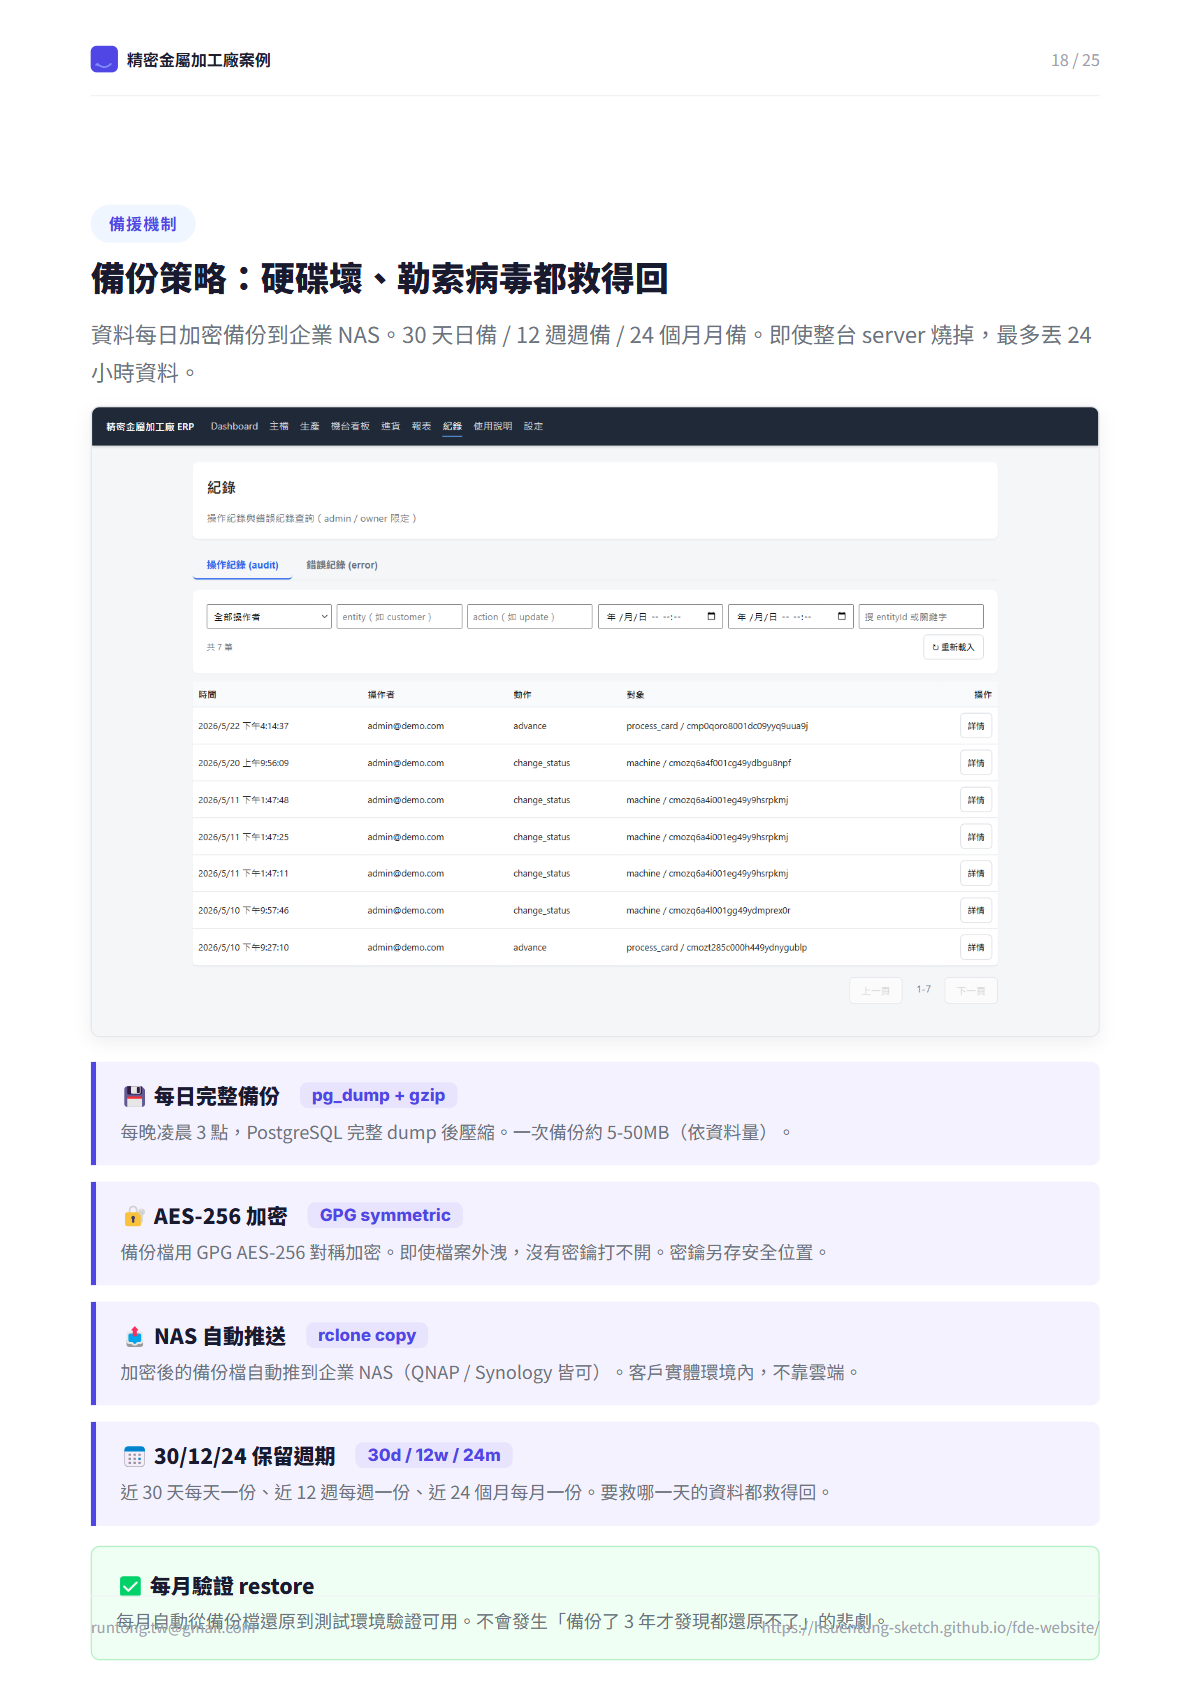 精密金屬加工廠案例
18 / 25
備援機制
備份策略：硬碟壞、勒索病毒都救得回
資料每日加密備份到企業 NAS。30 天日備 / 12 週週備 / 24 個月月備。即使整台 server 燒掉，最多丟 24
小時資料。
精密金屬加工廠 ERP Dashboard 主檔 生產 機台看板 進貨 報表 紀錄 使用說明 設定
紀錄
操作紀錄與錯誤紀錄查詢（admin / owner 限定）
操作紀錄 (audit) 錯誤紀錄 (error)
全部操作者 entity（如 customer） action（如 update） 年 /月/日 -- --:-- 年 /月/日 -- --:-- 搜 entityId 或關鍵字
共 7 筆 ↻ 重新載入
時間 操作者 動作 對象 操作
2026/5/22 下午4:14:37 admin@demo.com advance process_card / cmp0qoro8001dc09yyq9uua9j 詳情
2026/5/20 上午9:56:09 admin@demo.com change_status machine / cmozq6a4f001cg49ydbgu8npf 詳情
2026/5/11 下午1:47:48 admin@demo.com change_status machine / cmozq6a4i001eg49y9hsrpkmj 詳情
2026/5/11 下午1:47:25 admin@demo.com change_status machine / cmozq6a4i001eg49y9hsrpkmj 詳情
2026/5/11 下午1:47:11 admin@demo.com change_status machine / cmozq6a4i001eg49y9hsrpkmj 詳情
2026/5/10 下午9:57:46 admin@demo.com change_status machine / cmozq6a4l001gg49ydmprex0r 詳情
2026/5/10 下午9:27:10 admin@demo.com advance process_card / cmozt285c000h449ydnygublp 詳情
上一頁 1-7 下一頁
💾 每日完整備份 pg_dump + gzip
每晚凌晨 3 點，PostgreSQL 完整 dump 後壓縮。一次備份約 5-50MB（依資料量）。
🔐 AES-256 加密 GPG symmetric
備份檔用 GPG AES-256 對稱加密。即使檔案外洩，沒有密鑰打不開。密鑰另存安全位置。
📤 NAS 自動推送 rclone copy
加密後的備份檔自動推到企業 NAS（QNAP / Synology 皆可）。客戶實體環境內，不靠雲端。
📅 30/12/24 保留週期 30d / 12w / 24m
近 30 天每天一份、近 12 週每週一份、近 24 個月每月一份。要救哪一天的資料都救得回。
✅ 每月驗證 restore
每月自動從備份檔還原到測試環境驗證可用。不會發生「備份了 3 年才發現都還原不了」的悲劇。
runtong.tw@gmail.com
https://hsuentung-sketch.github.io/fde-website/